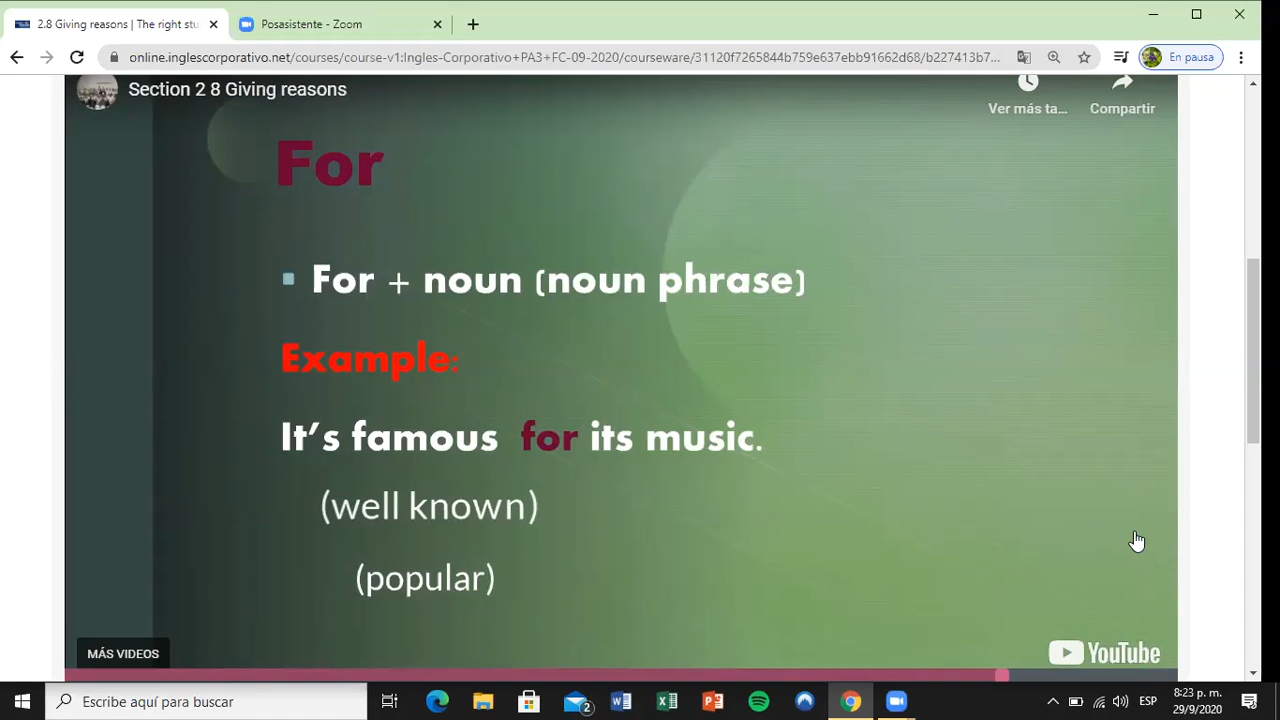 2.8 Giving reasons | The right stu
Posasistente - Zoom
online.inglescorporativo.net/courses/course-v1:Ingles-Corporativo-PA3+FC-09-2020/courseware/31120f7265844b759e637ebb91662d68/b227413b7...
En pausa
Section 2 8 Giving reasons
Ver más ta...
Compartir
For
For + noun (noun phrase)
Example:
It's famous for its music.
(well known)
(popular)
MÁS VIDEOS
YouTube
Escribe aquí para buscar
2
ESP
8:23 p. m.
29/9/2020